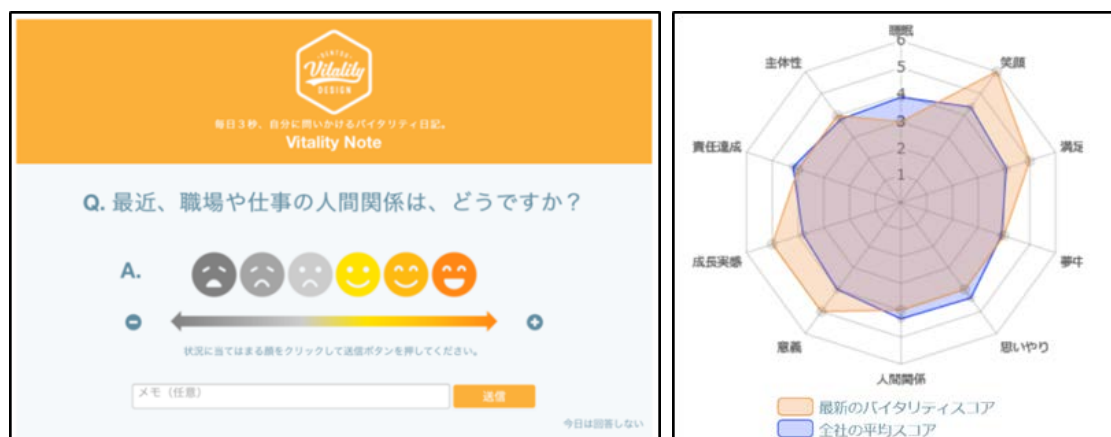 DENTSU
Vitality
DESIGN
毎日3秒、自分に問いかけるバイタリティ日記。
Vitality Note
Q. 最近、職場や仕事の人間関係は、どうですか?
A.
状況に当てはまる顔をクリックして送信ボタンを押してください。
メモ(任意)
送信
今日は回答しない
睡眠
笑顔
満足
夢中
思いやり
人間関係
意義
成長実感
責任達成
主体性
6
5
4
3
2
1
最新のバイタリティスコア
全社の平均スコア